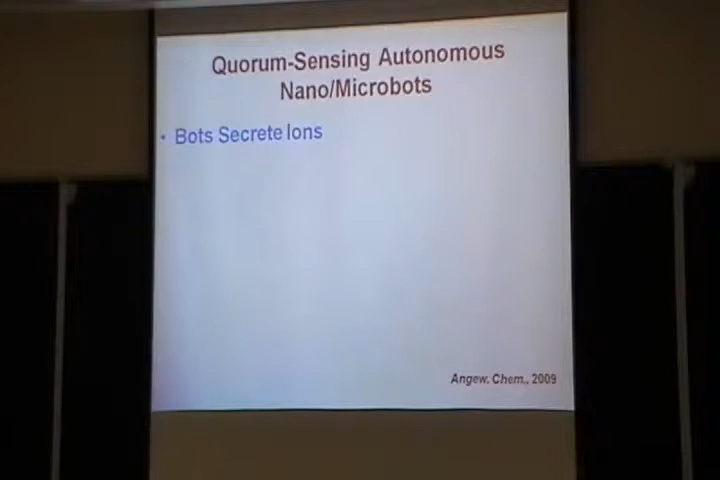 Quorum-Sensing Autonomous
Nano/Microbots
• Bots Secrete Ions
Angew. Chem., 2009